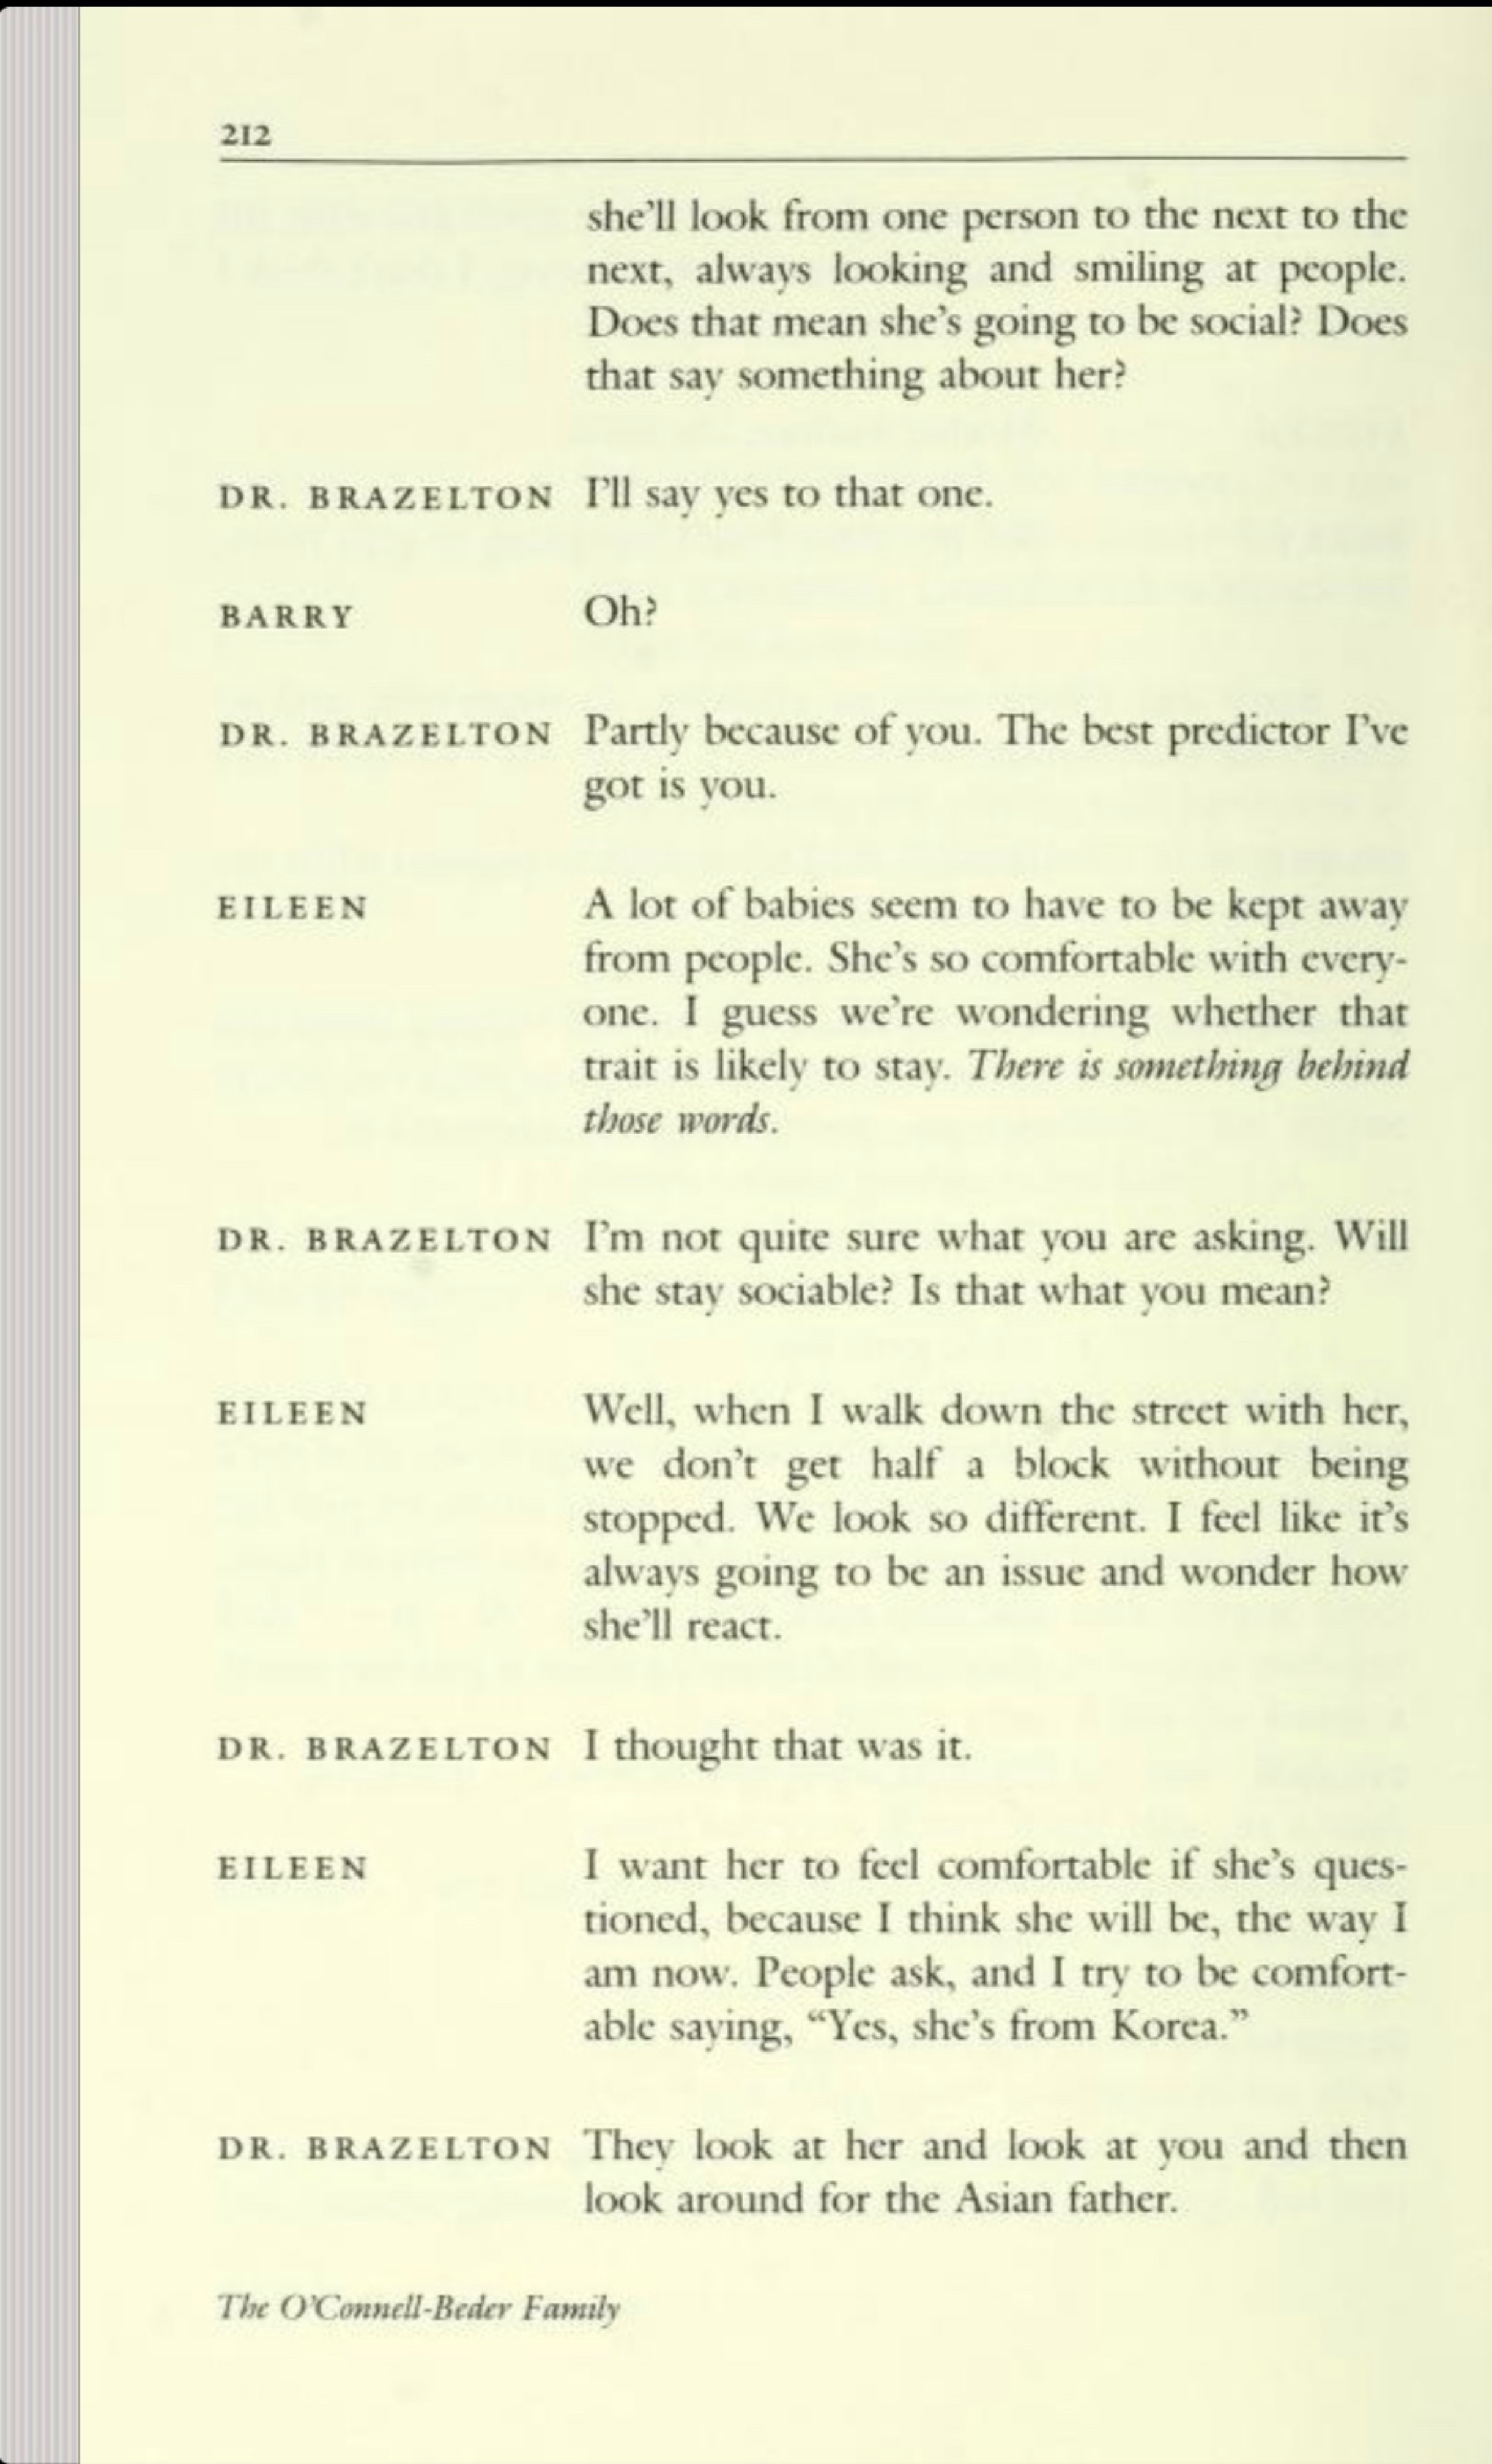 212
she'll look from one person to the next to the
next, always looking and smiling at people.
Does that mean she's going to be social? Does
that say something about her?
DR. BRAZELTON I'll say yes to that one.
BARRY Oh?
DR. BRAZELTON Partly because of you. The best predictor I've
got is you.
EILEEN A lot of babies seem to have to be kept away
from people. She's so comfortable with every-
one. I guess we're wondering whether that
trait is likely to stay. There is something behind
those words.
DR. BRAZELTON I'm not quite sure what you are asking. Will
she stay sociable? Is that what you mean?
EILEEN Well, when I walk down the street with her,
we don't get half a block without being
stopped. We look so different. I feel like it's
always going to be an issue and wonder how
she'll react.
DR. BRAZELTON I thought that was it.
EILEEN I want her to feel comfortable if she's ques-
tioned, because I think she will be, the way I
am now. People ask, and I try to be comfort-
able saying, “Yes, she's from Korea.”
DR. BRAZELTON They look at her and look at you and then
look around for the Asian father.
The O'Connell-Beder Family